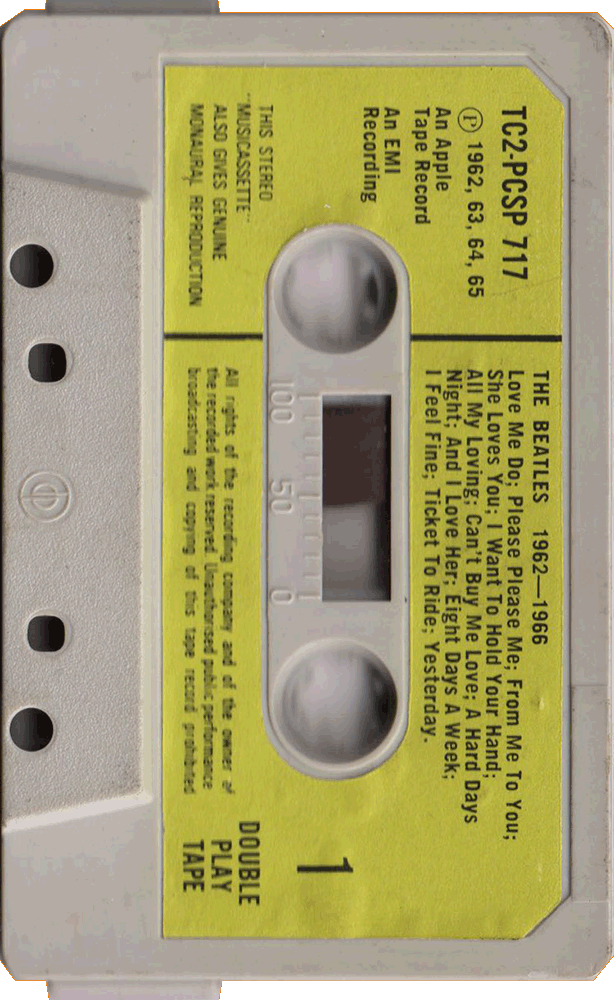 TC2-PCSP 717
Ⓟ 1962, 63, 64, 65
An Apple
Tape Record
An EMI
Recording
THIS STEREO
"MUSICASSETTE"
ALSO GIVES GENUINE
MONAURAL REPRODUCTION
THE BEATLES 1962—1966
Love Me Do; Please Please Me; From Me To You;
She Loves You; I Want To Hold Your Hand;
All My Loving; Can't Buy Me Love; A Hard Days
Night; And I Love Her; Eight Days A Week;
I Feel Fine; Ticket To Ride; Yesterday.
100 50 0
All rights of the recording company and of the owner of
the recorded work reserved Unauthorised public performance
broadcasting and copying of this tape record prohibited
1
DOUBLE
PLAY
TAPE